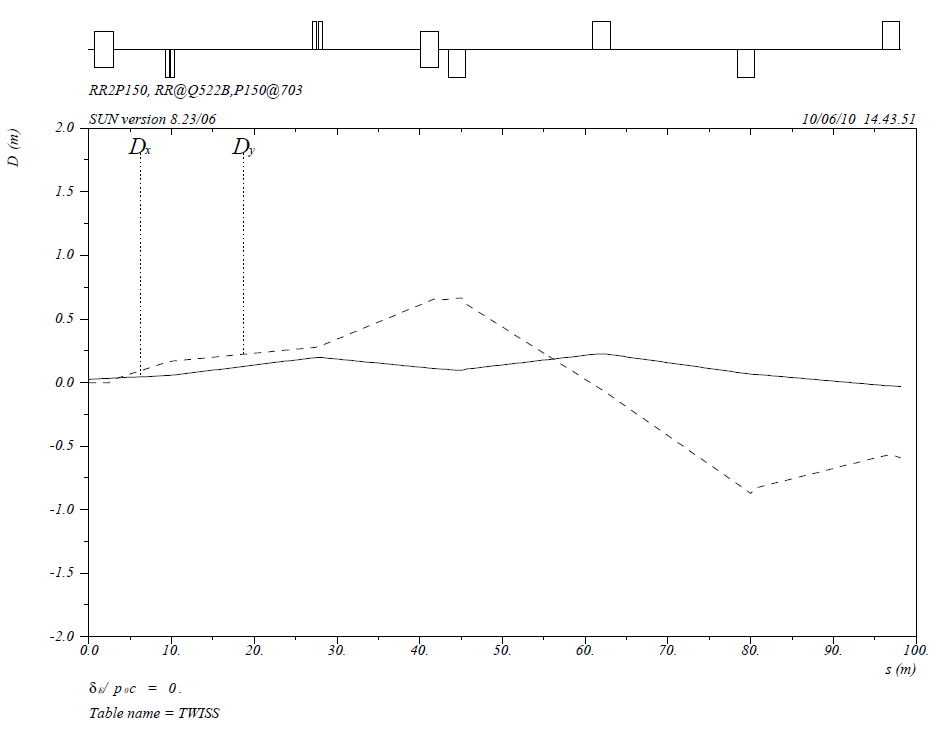 RR2P150, RR@Q522B,P150@703
SUN version 8.23/06 10/06/10 14.43.51
D (m)
Dx Dy
2.0
1.5
1.0
0.5
0.0
-0.5
-1.0
-1.5
-2.0
0.0 10. 20. 30. 40. 50. 60. 70. 80. 90. 100.
s (m)
δE/ p0c = 0.
Table name = TWISS